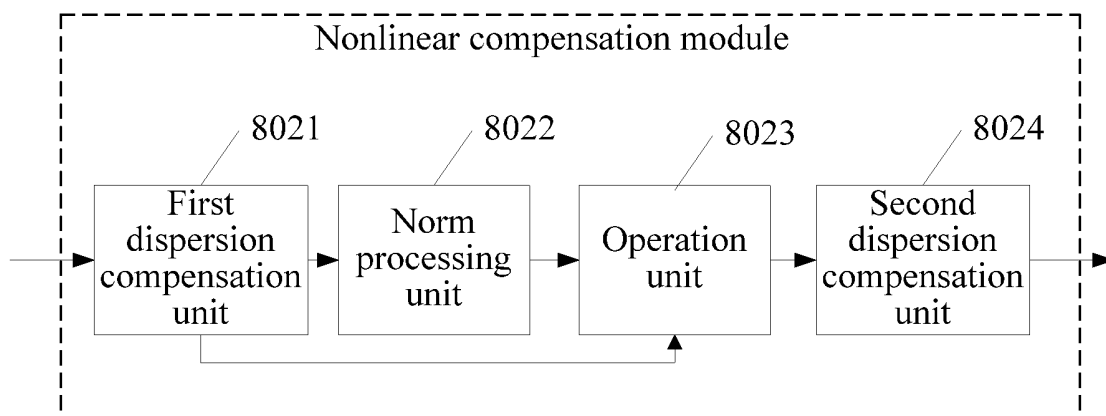 Nonlinear compensation module
8021
8022
8023
8024
First
dispersion
compensation
unit
Norm
processing
unit
Operation
unit
Second
dispersion
compensation
unit